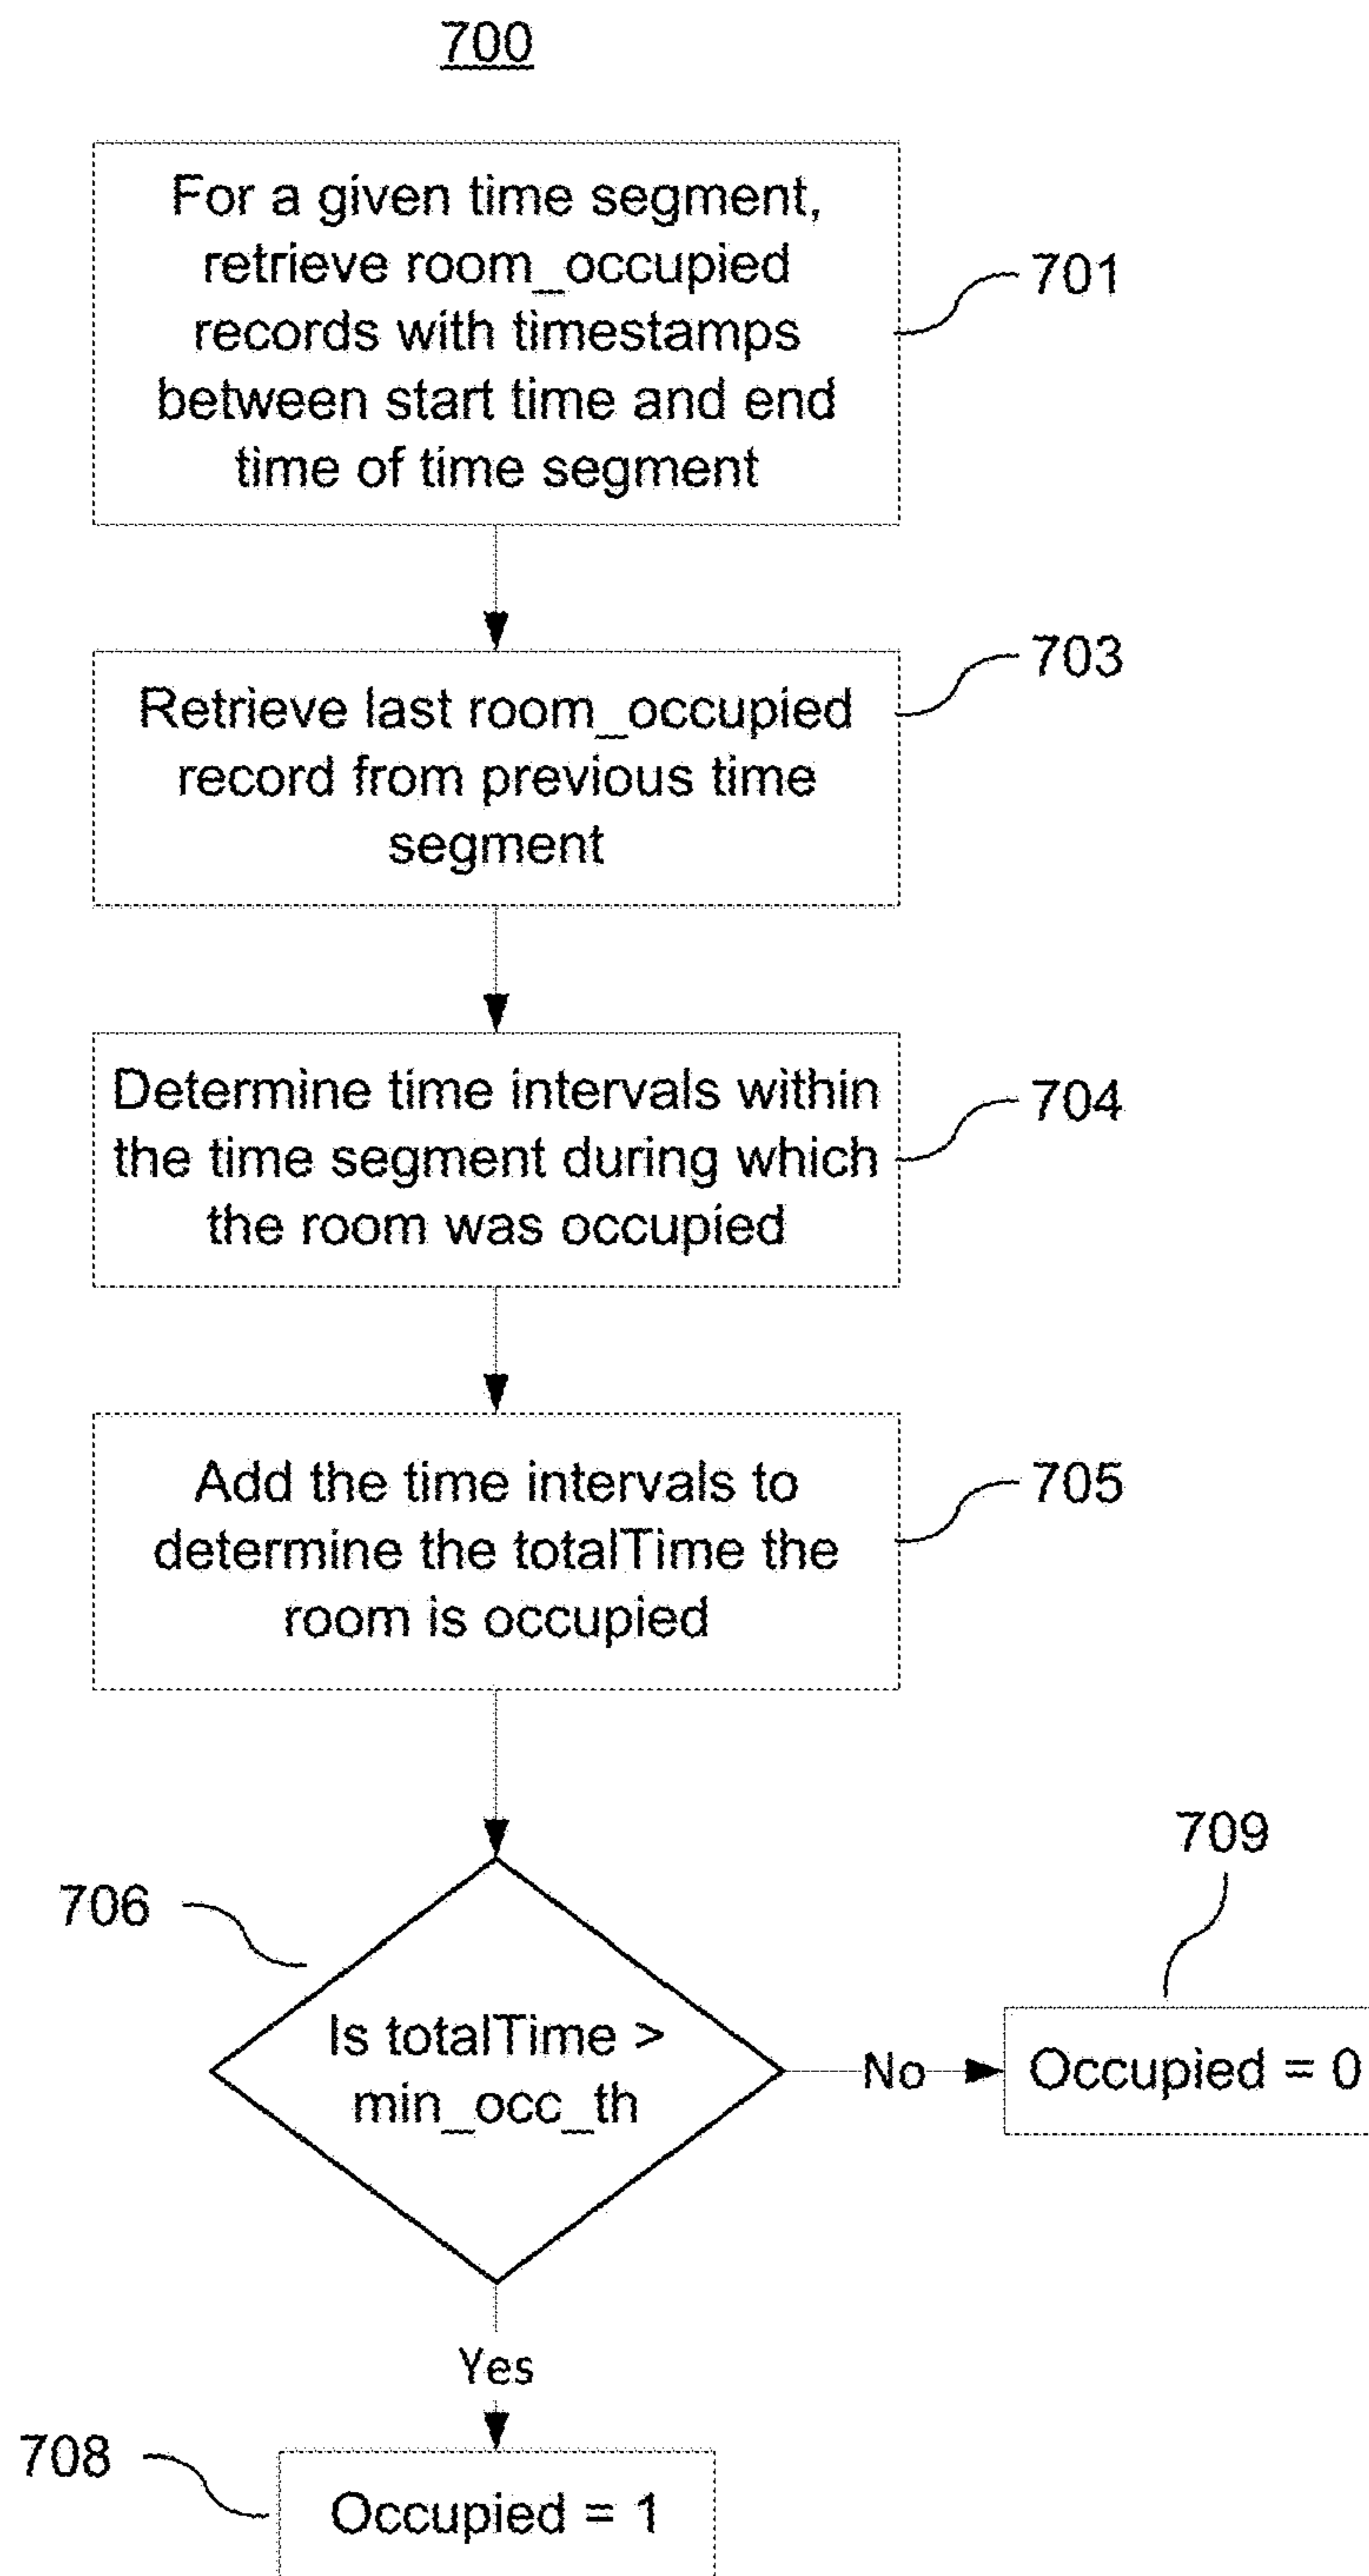 700
For a given time segment,
retrieve room_occupied
records with timestamps
between start time and end
time of time segment
701
Retrieve last room_occupied
record from previous time
segment
703
Determine time intervals within
the time segment during which
the room was occupied
704
Add the time intervals to
determine the totalTime the
room is occupied
705
706
Is totalTime >
min_occ_th
No
709
Occupied = 0
Yes
708
Occupied = 1